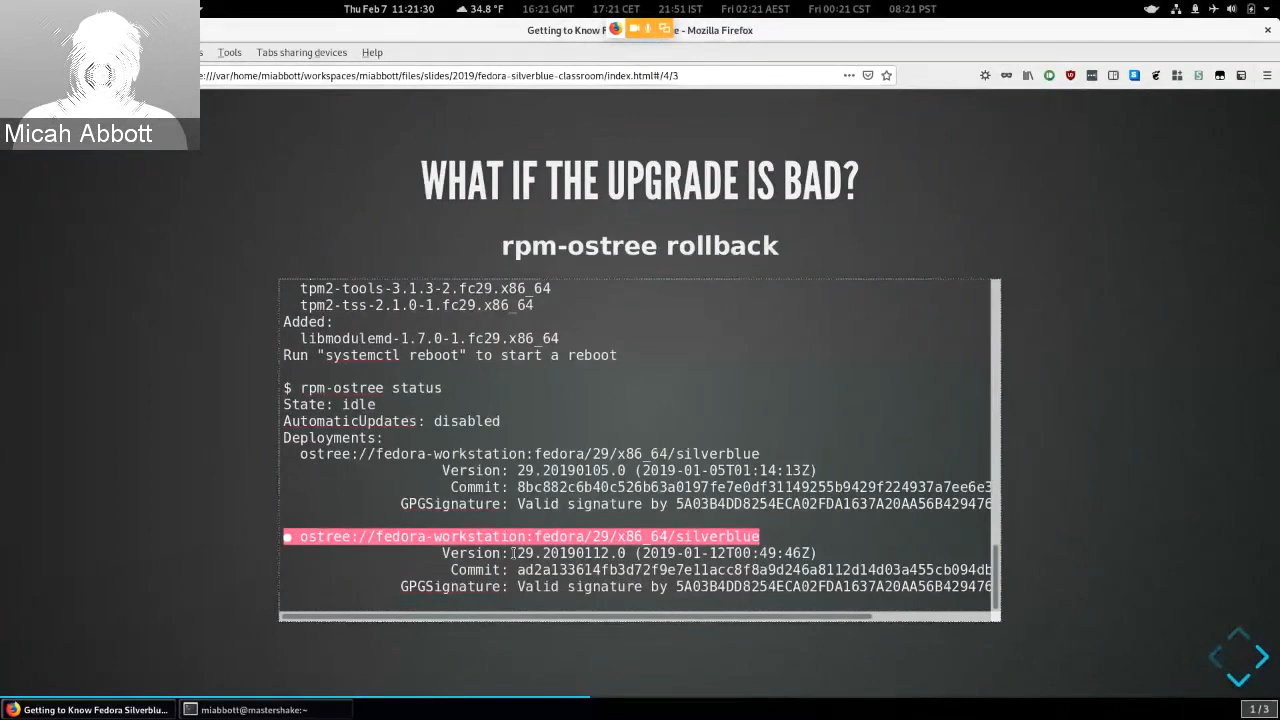 Thu Feb 7 11:21:30
34.8 °F
16:21 GMT
17:21 CET
21:51 IST
Fri 02:21 AEST
Fri 00:21 CST
08:21 PST
Getting to Know F
e - Mozilla Firefox
Tools
Tabs sharing devices
Help
:///var/home/miabbott/workspaces/miabbott/files/slides/2019/fedora-silverblue-classroom/index.html#/4/3
Micah Abbott
WHAT IF THE UPGRADE IS BAD?
rpm-ostree rollback
tpm2-tools-3.1.3-2.fc29.x86_64
tpm2-tss-2.1.0-1.fc29.x86_64
Added:
libmodulemd-1.7.0-1.fc29.x86_64
Run "systemctl reboot" to start a reboot
$ rpm-ostree status
State: idle
AutomaticUpdates: disabled
Deployments:
ostree://fedora-workstation:fedora/29/x86_64/silverblue
Version: 29.20190105.0 (2019-01-05T01:14:13Z)
Commit: 8bc882c6b40c526b63a0197fe7e0df31149255b9429f224937a7ee6e3
GPGSignature: Valid signature by 5A03B4DD8254ECA02FDA1637A20AA56B429476
● ostree://fedora-workstation:fedora/29/x86_64/silverblue
Version: 29.20190112.0 (2019-01-12T00:49:46Z)
Commit: ad2a133614fb3d72f9e7e11acc8f8a9d246a8112d14d03a455cb094db
GPGSignature: Valid signature by 5A03B4DD8254ECA02FDA1637A20AA56B429476
Getting to Know Fedora Silverblu...
miabbott@mastershake:~
1 / 3